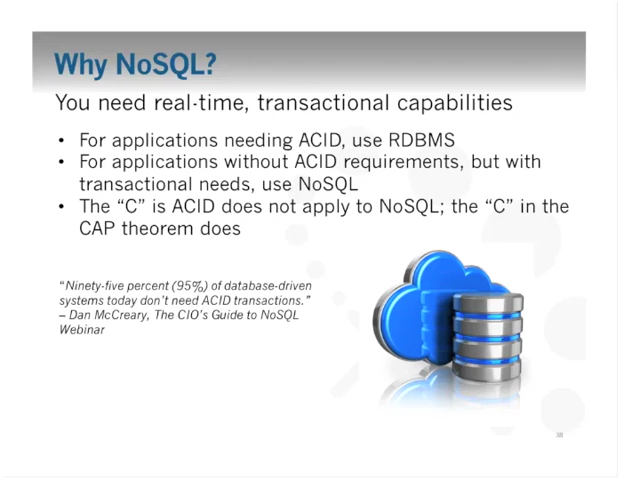 Why NoSQL?
You need real-time, transactional capabilities
• For applications needing ACID, use RDBMS
• For applications without ACID requirements, but with
transactional needs, use NoSQL
• The “C” is ACID does not apply to NoSQL; the “C” in the
CAP theorem does
“Ninety-five percent (95%) of database-driven
systems today don’t need ACID transactions.”
– Dan McCreary, The CIO’s Guide to NoSQL
Webinar
38